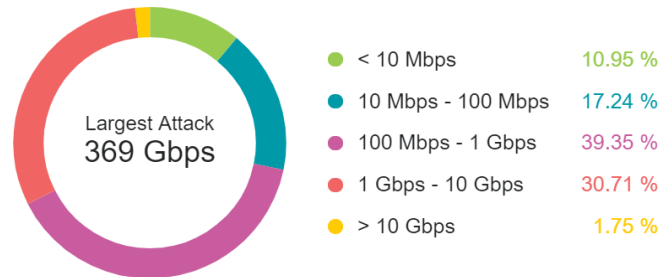 Largest Attack
369 Gbps
< 10 Mbps 10.95 %
10 Mbps - 100 Mbps 17.24 %
100 Mbps - 1 Gbps 39.35 %
1 Gbps - 10 Gbps 30.71 %
> 10 Gbps 1.75 %